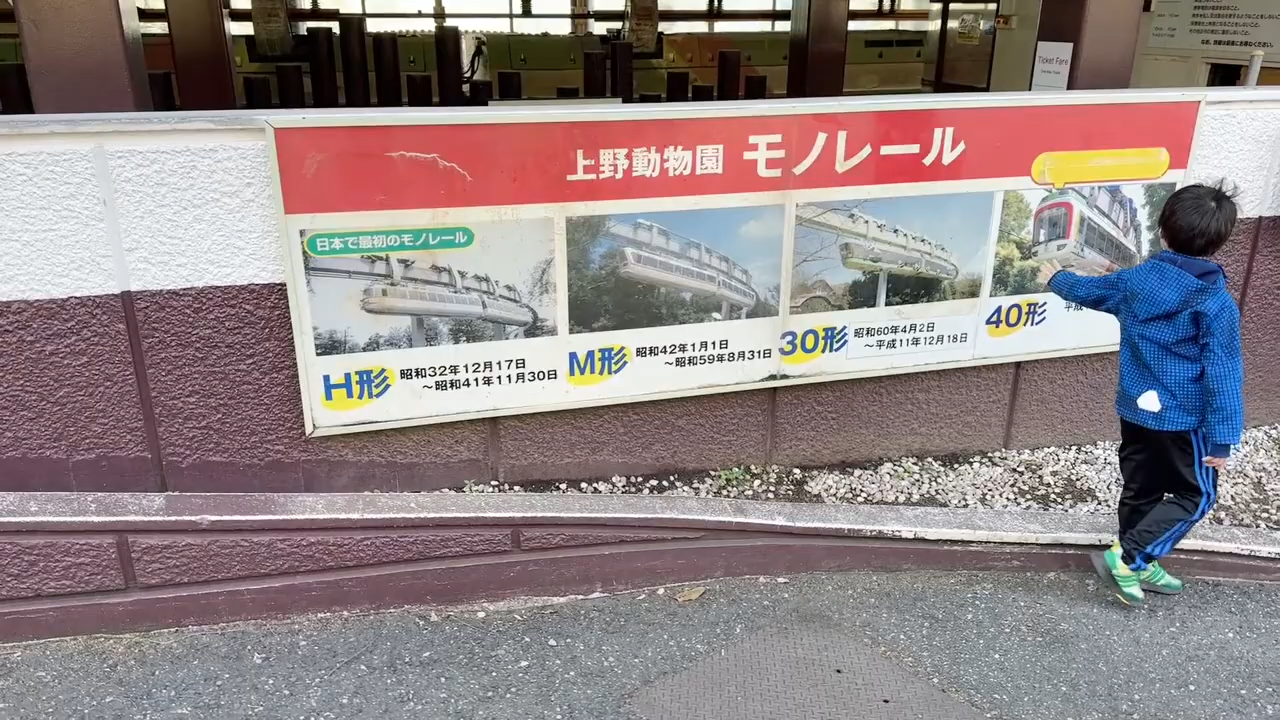 Ticket Fare
上野動物園 モノレール
日本で最初のモノレール
H形
昭和32年12月17日
～昭和41年11月30日
M形
昭和42年1月1日
～昭和59年8月31日
30形
昭和60年4月2日
～平成11年12月18日
40形
平成